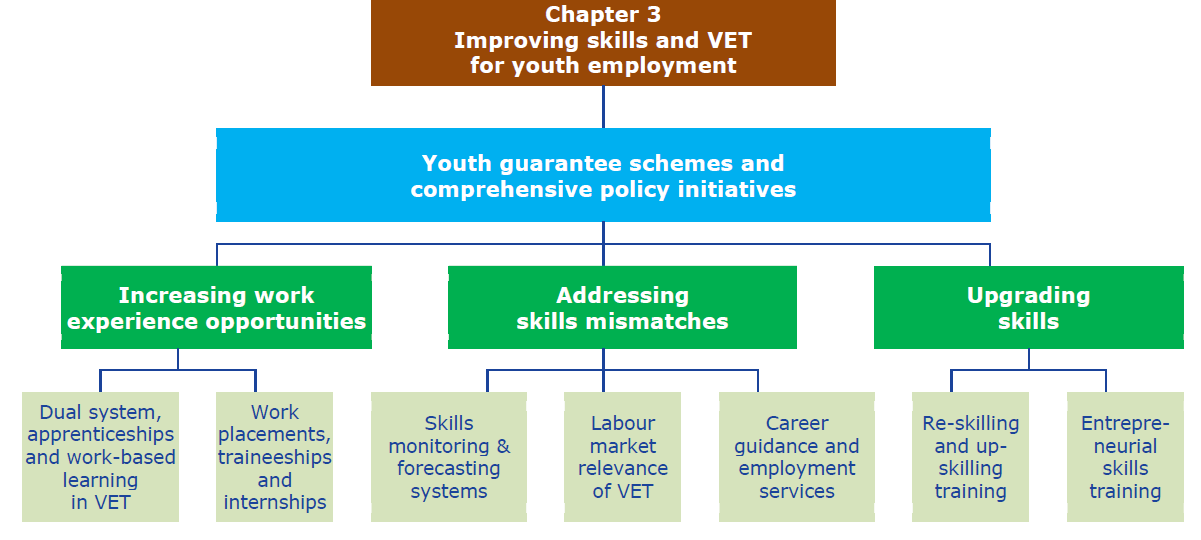 Chapter 3
Improving skills and VET
for youth employment
Youth guarantee schemes and
comprehensive policy initiatives
Increasing work
experience opportunities
Addressing
skills mismatches
Upgrading
skills
Dual system,
apprenticeships
and work-based
learning
in VET
Work
placements,
traineeships
and
internships
Skills
monitoring &
forecasting
systems
Labour
market
relevance
of VET
Career
guidance and
employment
services
Re-skilling
and up-
skilling
training
Entrepre-
neurial
skills
training